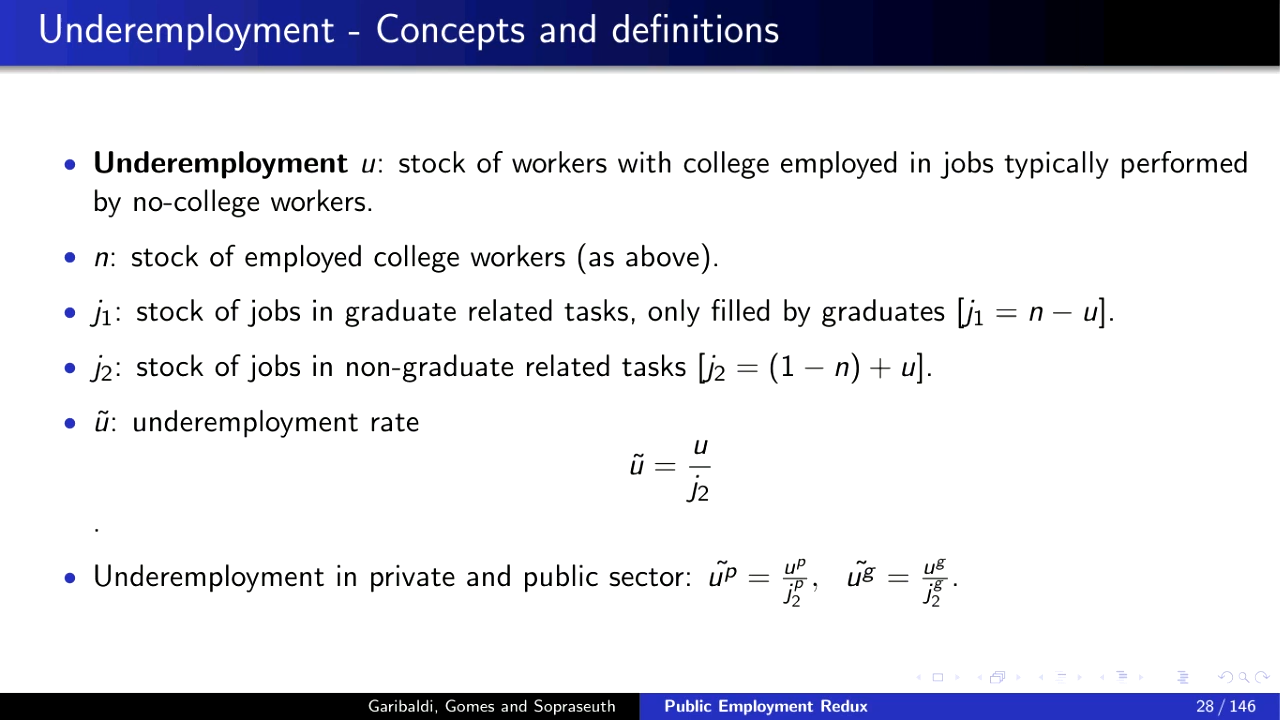 Underemployment - Concepts and definitions
• Underemployment u: stock of workers with college employed in jobs typically performed
by no-college workers.
• n: stock of employed college workers (as above).
• j₁: stock of jobs in graduate related tasks, only filled by graduates [j₁ = n − u].
• j₂: stock of jobs in non-graduate related tasks [j₂ = (1 − n) + u].
• ũ: underemployment rate
ũ = u/j₂
.
• Underemployment in private and public sector: ũᵖ = uᵖ/j₂ᵖ, ũᵍ = uᵍ/j₂ᵍ.
Garibaldi, Gomes and Sopraseuth Public Employment Redux 28 / 146